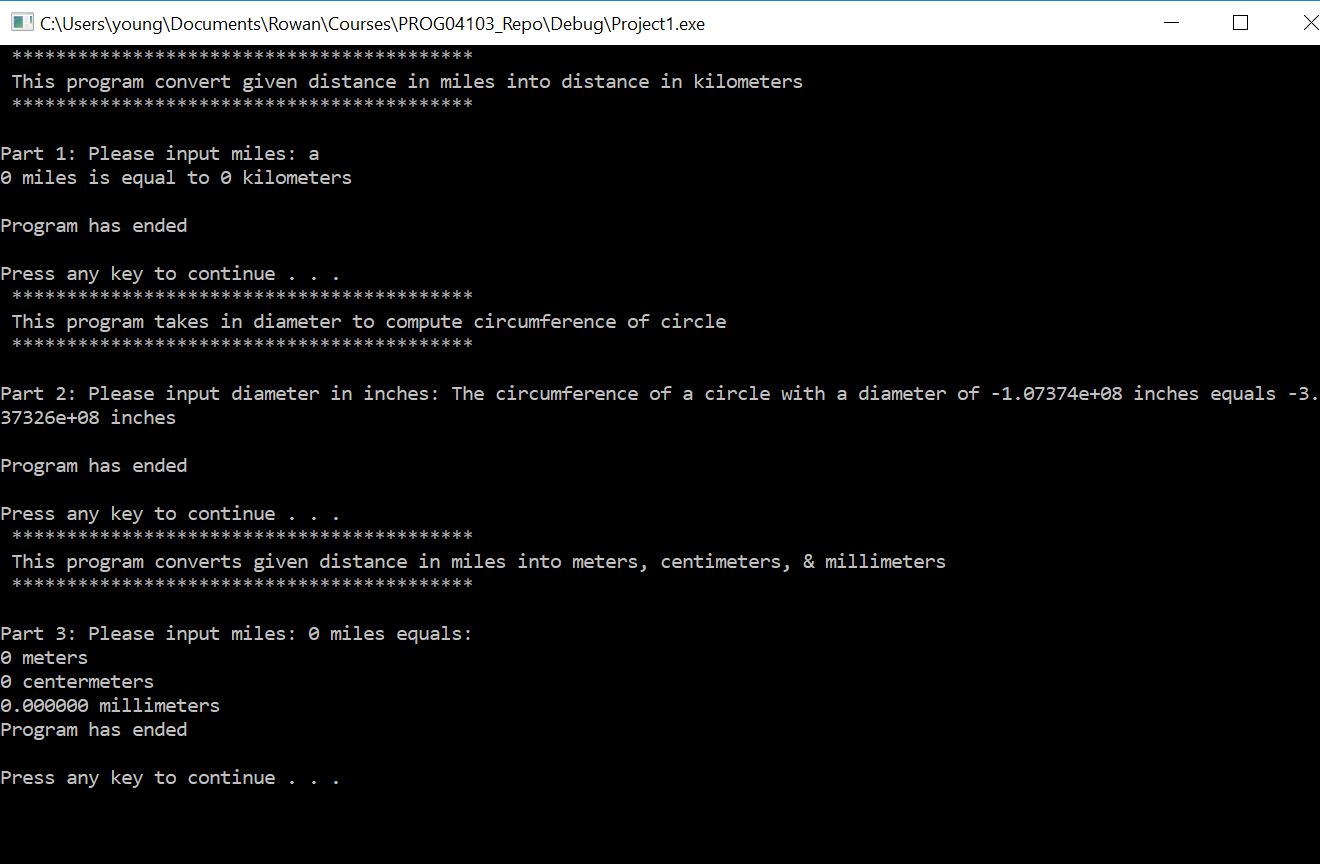 C:\Users\young\Documents\Rowan\Courses\PROG04103_Repo\Debug\Project1.exe
******************************************
This program convert given distance in miles into distance in kilometers
******************************************
Part 1: Please input miles: a
0 miles is equal to 0 kilometers
Program has ended
Press any key to continue . . .
******************************************
This program takes in diameter to compute circumference of circle
******************************************
Part 2: Please input diameter in inches: The circumference of a circle with a diameter of -1.07374e+08 inches equals -3.
37326e+08 inches
Program has ended
Press any key to continue . . .
******************************************
This program converts given distance in miles into meters, centimeters, & millimeters
******************************************
Part 3: Please input miles: 0 miles equals:
0 meters
0 centermeters
0.000000 millimeters
Program has ended
Press any key to continue . . .